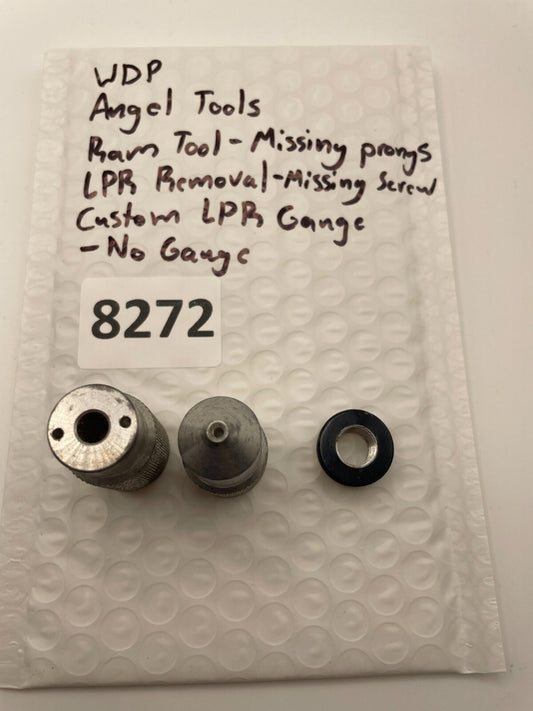 WDP
Angel Tools
Ram Tool - Missing prongs
LPR Removal - Missing Screw
Custom LPR Gauge
- No Gauge
8272